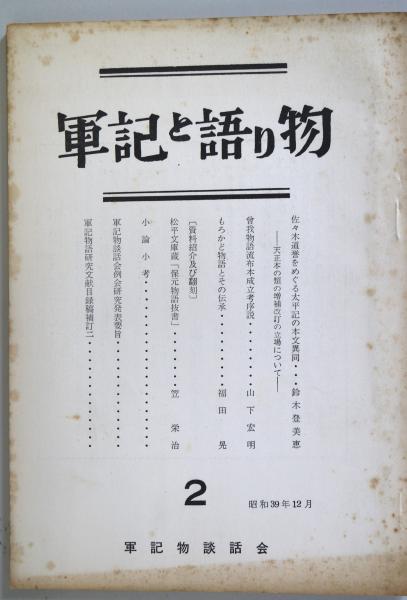 軍記と語り物
佐々木道誉をめぐる太平記の本文異同・・・鈴木登美恵
――天正本の類の増補改訂の立場について――
曾我物語流布本成立考序説・・・・・・・・山下宏明
もろかど物語とその伝承・・・・・・・・・福田晃
〔資料紹介及び翻刻〕
松平文庫蔵「保元物語抜書」・・・・・・・笠栄治
小論小考・・・・・・・・・・・・・・・・
軍記物談話会例会研究発表要旨・・・・・・・・
軍記物語研究文献目録稿補訂二・・・・・・・・
2
昭和39年12月
軍記物談話会